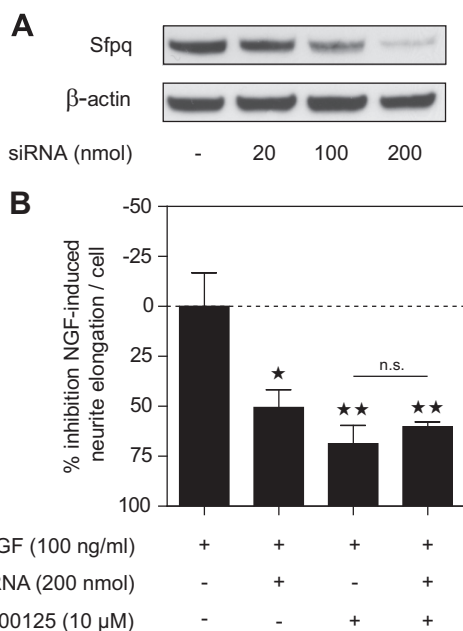 A
Sfpq
β-actin
siRNA (nmol) - 20 100 200
B
% inhibition NGF-induced
neurite elongation / cell
-50
-25
0
25
50
75
100
★
★★
n.s.
★★
GF (100 ng/ml) + + + +
RNA (200 nmol) - + - +
00125 (10 µM) - - + +